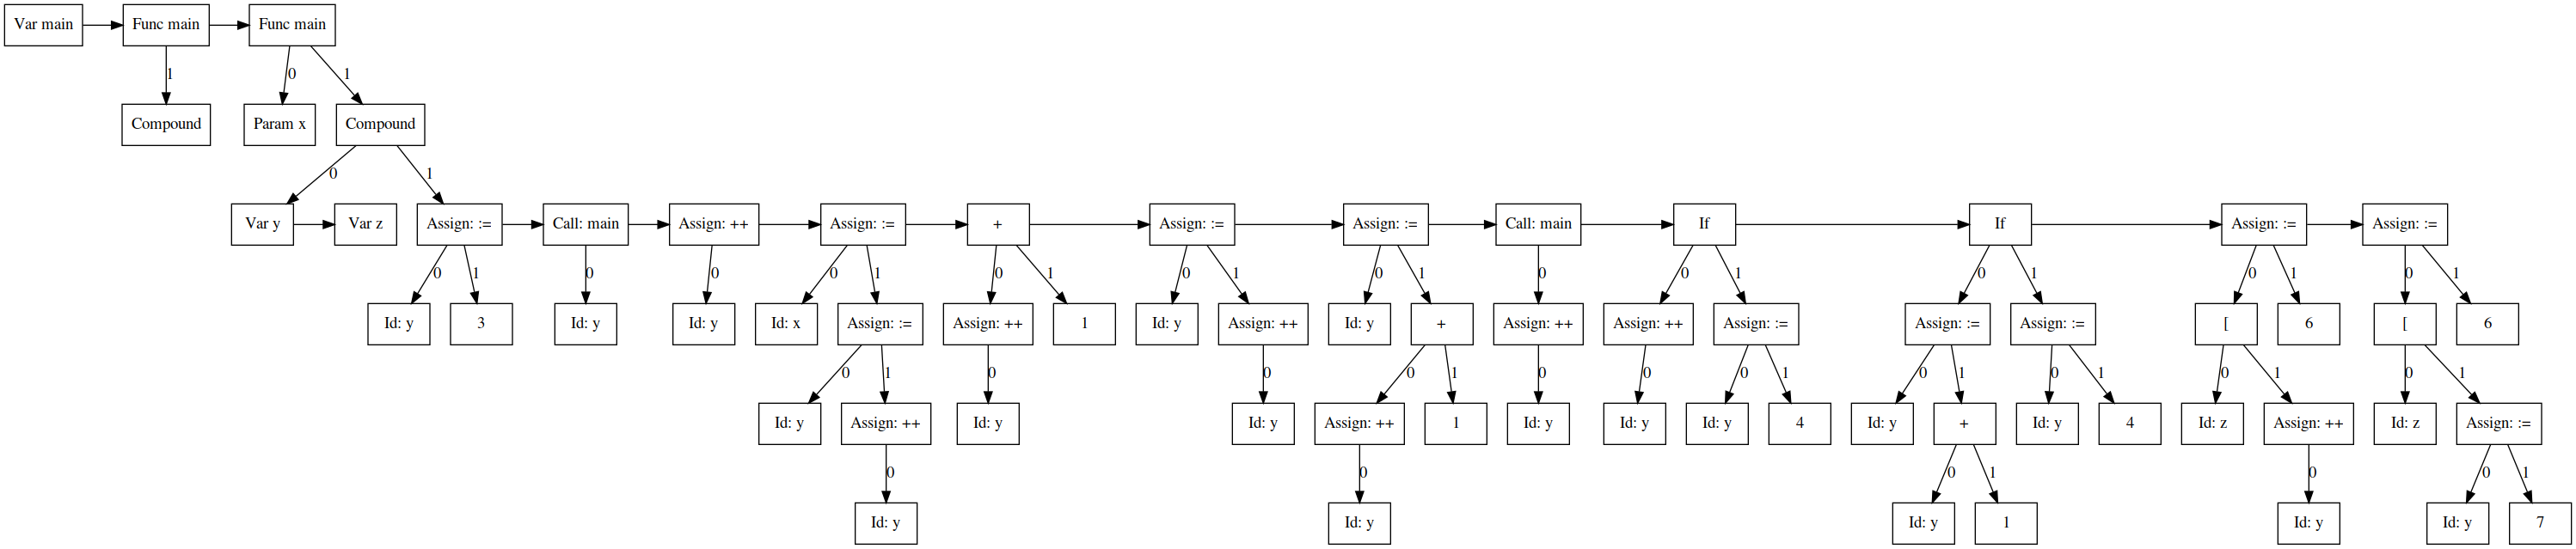 Var main Func main Func main
1 0 1
Compound Param x Compound
0 1
Var y Var z Assign: := Call: main Assign: ++ Assign: := + Assign: := Assign: := Call: main If If Assign: := Assign: :=
0 1 0 0 0 1 0 1 0 1 0 1 0 0 1 0 1 0 1 0 1
Id: y 3 Id: y Id: y Id: x Assign: := Assign: ++ 1 Id: y Assign: ++ Id: y + Assign: ++ Assign: ++ Assign: := Assign: := Assign: := [ 6 [ 6
0 1 0 0 0 1 0 0 0 1 0 1 0 1 0 1 0 1
Id: y Assign: ++ Id: y Id: y Assign: ++ 1 Id: y Id: y Id: y 4 Id: y + Id: y 4 Id: z Assign: ++ Id: z Assign: :=
0 0 0 1 0 0 1
Id: y Id: y Id: y 1 Id: y Id: y 7